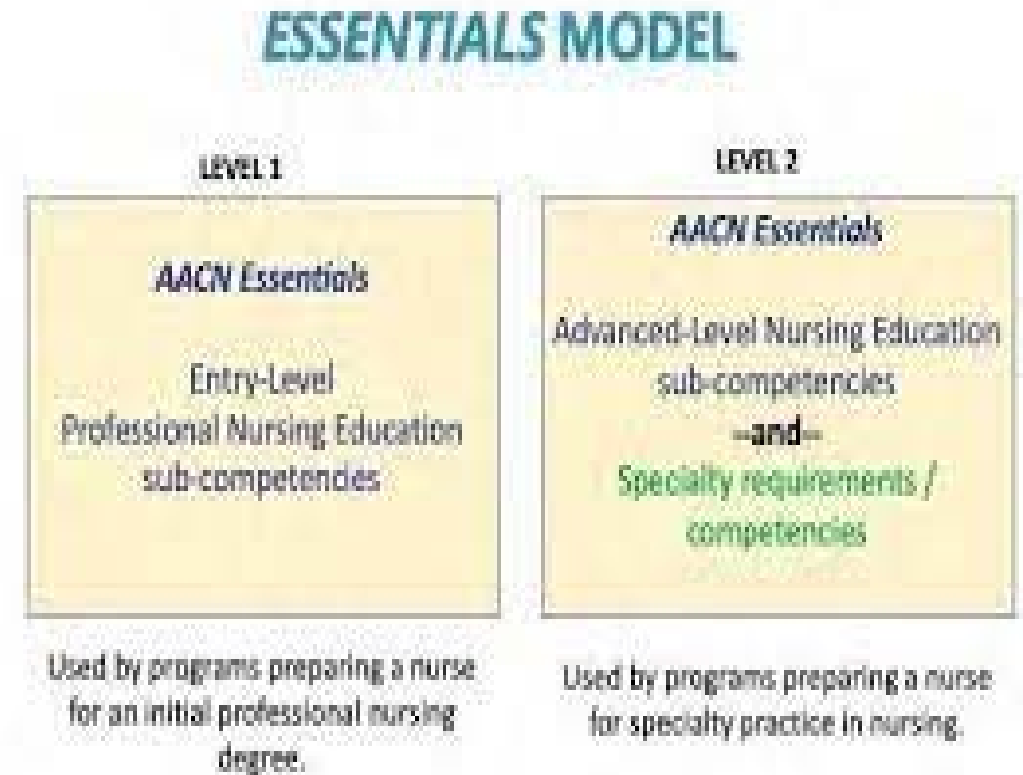 ESSENTIALS MODEL
LEVEL 1
AACN Essentials
Entry-Level
Professional Nursing Education
sub-competencies
Used by programs preparing a nurse
for an initial professional nursing
degree.
LEVEL 2
AACN Essentials
Advanced-Level Nursing Education
sub-competencies
--and--
Specialty requirements /
competencies
Used by programs preparing a nurse
for specialty practice in nursing.